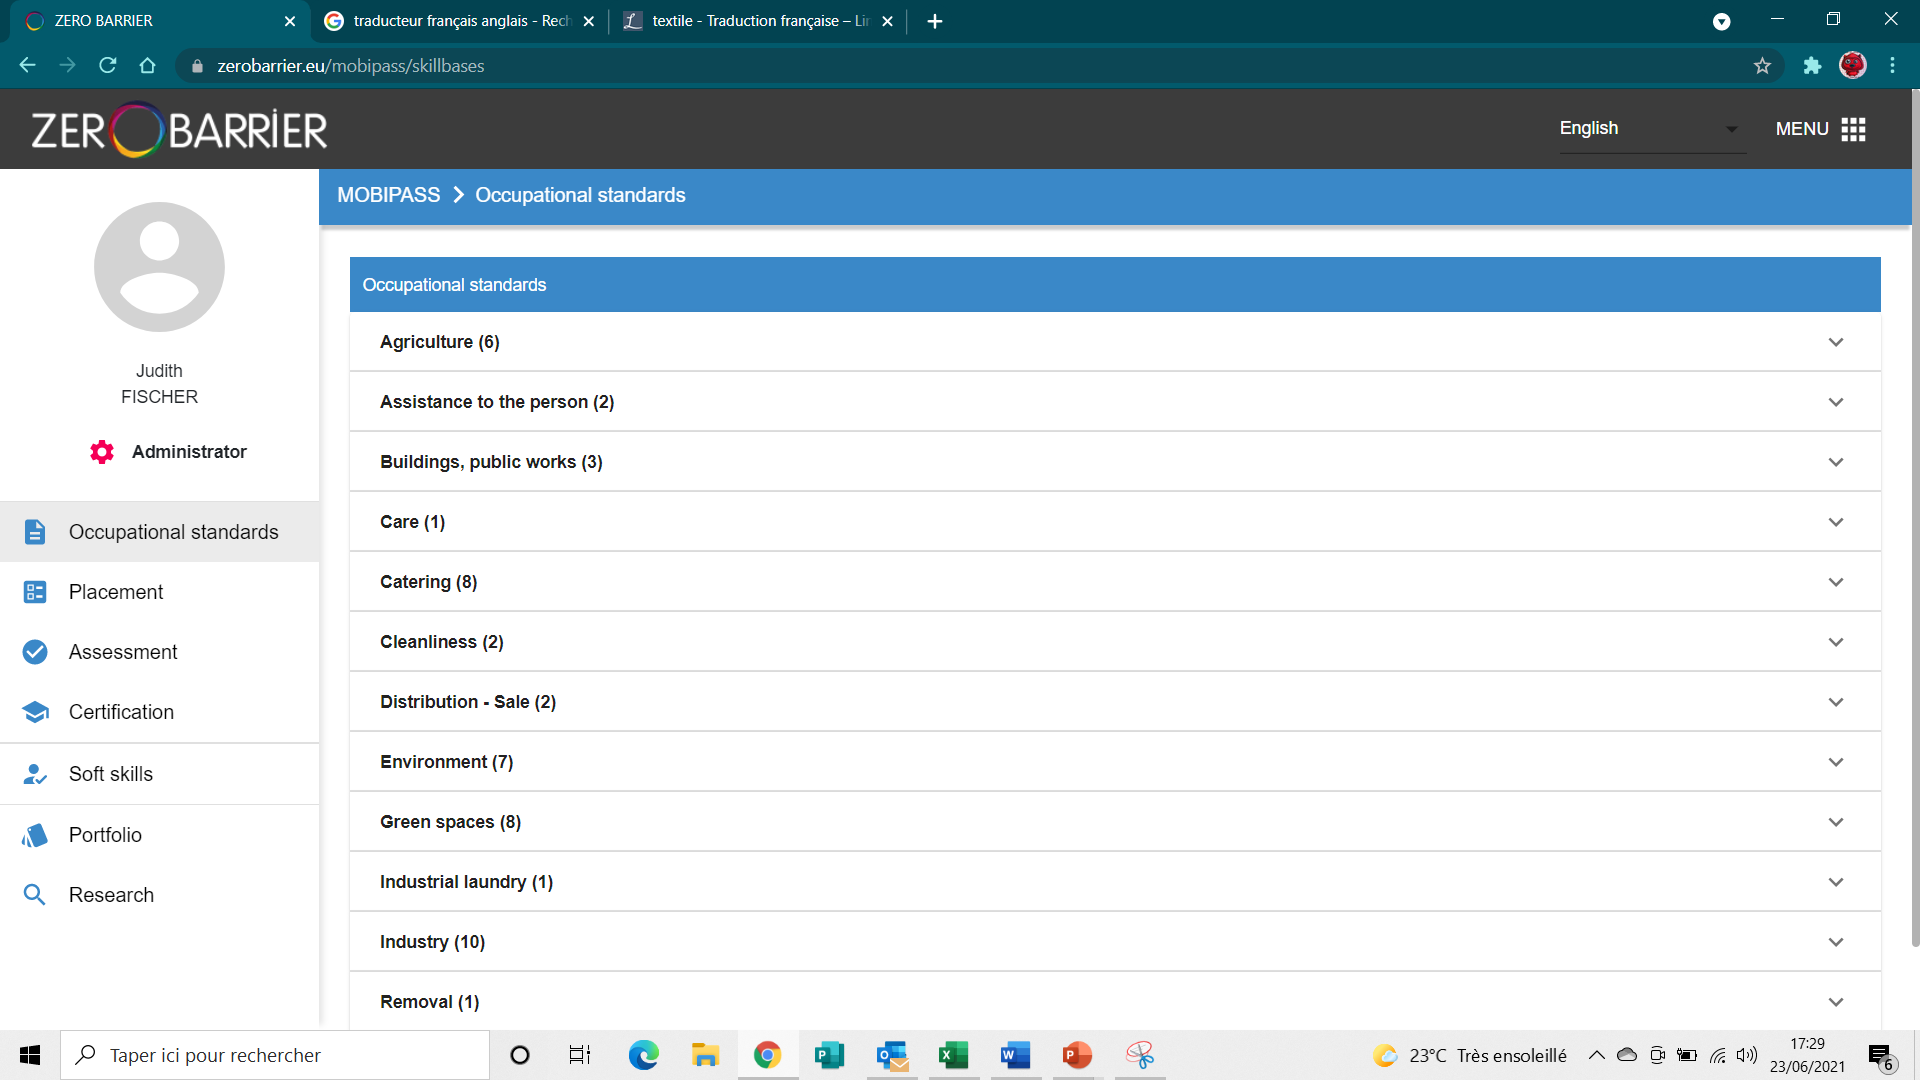 ZERO BARRIER
traducteur français anglais - Rech
textile - Traduction française – Lin
zerobarrier.eu/mobipass/skillbases
ZEROBARRIER
English
MENU
MOBIPASS
Occupational standards
Judith
FISCHER
Administrator
Occupational standards
Placement
Assessment
Certification
Soft skills
Portfolio
Research
Occupational standards
Agriculture (6)
Assistance to the person (2)
Buildings, public works (3)
Care (1)
Catering (8)
Cleanliness (2)
Distribution - Sale (2)
Environment (7)
Green spaces (8)
Industrial laundry (1)
Industry (10)
Removal (1)
Taper ici pour rechercher
23°C Très ensoleillé
17:29
23/06/2021
6